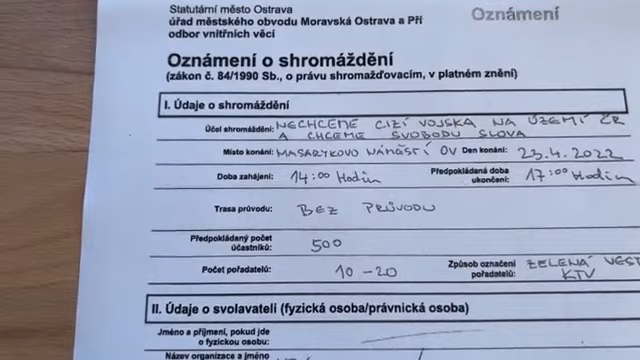 Statutární město Ostrava
úřad městského obvodu Moravská Ostrava a Pří
odbor vnitřních věcí
Oznámení
Oznámení o shromáždění
(zákon č. 84/1990 Sb., o právu shromažďovacím, v platném znění)
I. Údaje o shromáždění
Účel shromáždění: NECHCEME CIZÍ VOJSKA NA ÚZEMÍ ČR
A CHCEME SVOBODU SLOVA
Místo konání: MASARYKOVO NÁMĚSTÍ OV Den konání: 23.4.2022
Doba zahájení: 14:00 Hodin Předpokládaná doba ukončení: 17:00 Hodin
Trasa průvodu: BEZ PRŮVODU
Předpokládaný počet účastníků: 500
Počet pořadatelů: 10-20 Způsob označení pořadatelů: ZELENÁ VEST
KTV
II. Údaje o svolavateli (fyzická osoba/právnická osoba)
Jméno a příjmení, pokud jde
o fyzickou osobu:
Název organizace a jméno